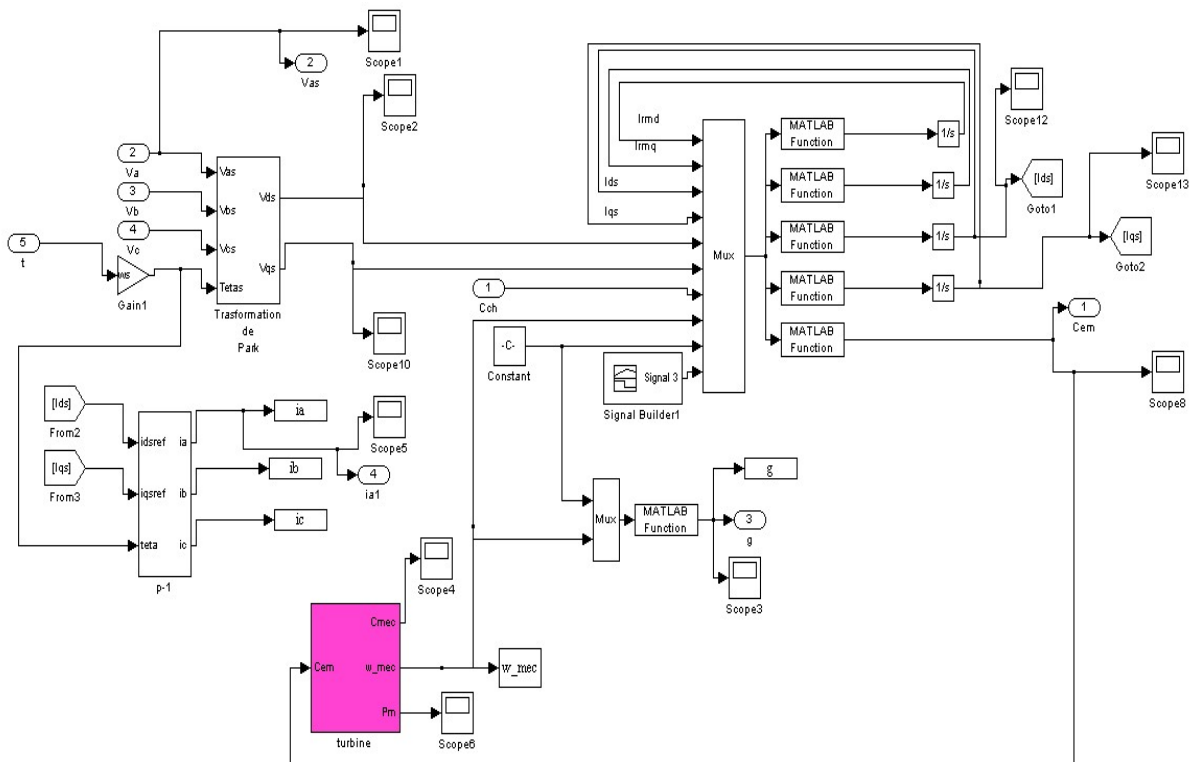 Scope1
2
Vas
Scope2
2
Va
3
Vb
4
Vc
5
t
ws
Gain1
Vas
Vbs
Vcs
Tetas
Vds
Vqs
Trasformation
de
Park
Scope10
Irmd
Irmq
Ids
Iqs
1
Cch
-C-
Constant
Signal 3
Signal Builder1
Mux
MATLAB
Function
MATLAB
Function
MATLAB
Function
MATLAB
Function
MATLAB
Function
1/s
1/s
1/s
1/s
Scope12
[Ids]
Goto1
Scope13
[Iqs]
Goto2
1
Cem
Scope8
[Ids]
From2
[Iqs]
From3
idsref
iqsref
teta
ia
ib
ic
p-1
ia
ib
ic
Scope5
4
ia1
Mux
MATLAB
Function
g
3
g
Scope3
Scope4
Cem
Cmec
w_mec
Pm
turbine
w_mec
Scope6